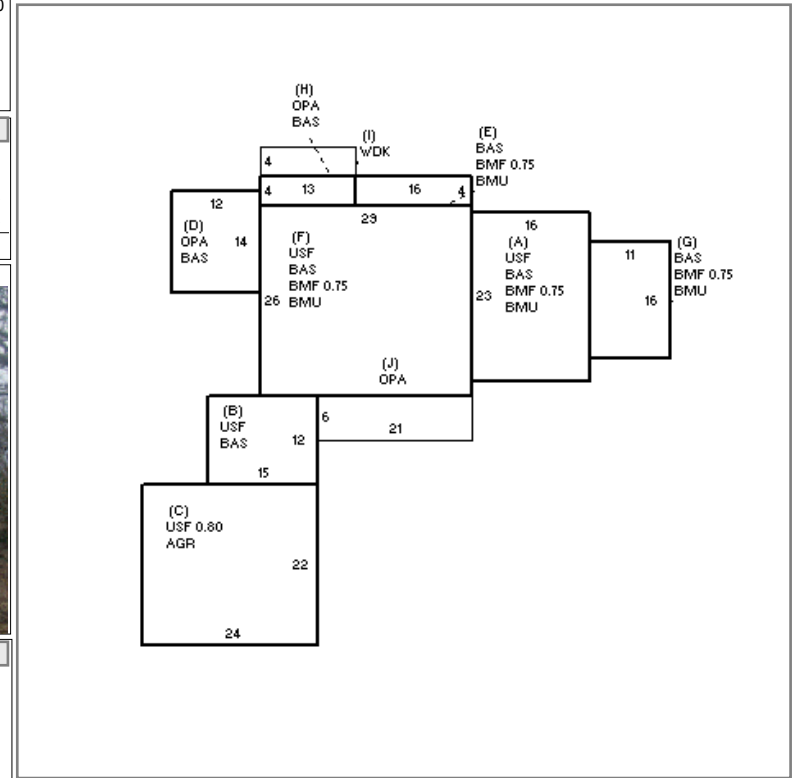 (H)
OPA
BAS
(I)
WDK
4
(E)
BAS
BMF 0.75
BMU
4 13 16 4
12
(D)
OPA
BAS
14
29
(F)
USF
BAS
BMF 0.75
BMU
26
16
(A)
USF
BAS
BMF 0.75
BMU
23
11
(G)
BAS
BMF 0.75
BMU
16
(J)
OPA
(B)
USF
BAS
12
15
6
21
(C)
USF 0.80
AGR
22
24